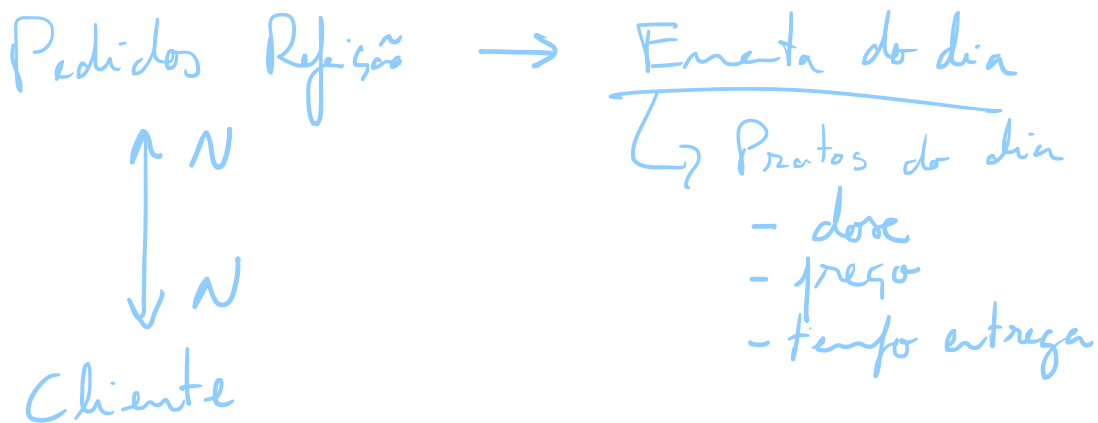 Pedidos Refeição → Ementa do dia
Pratos do dia
N
- dose
- preço
N
- tempo entrega
Cliente